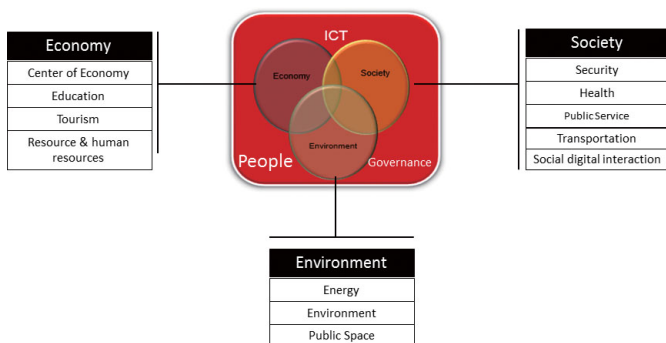 Economy
Center of Economy
Education
Tourism
Resource & human
resources
ICT
Economy
Society
Environment
People
Governance
Society
Security
Health
Public Service
Transportation
Social digital interaction
Environment
Energy
Environment
Public Space